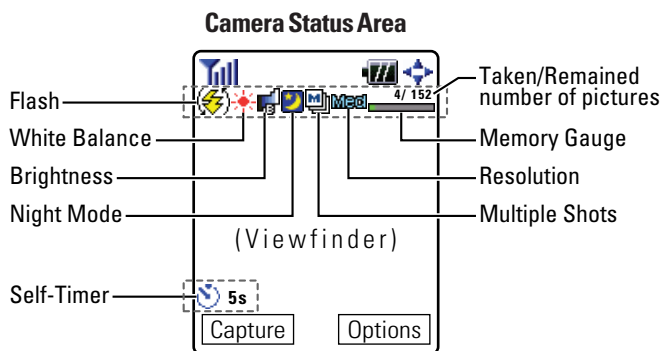 Camera Status Area
Flash
White Balance
Brightness
Night Mode
Self-Timer
M
Med
4/ 152
(Viewfinder)
5s
Capture
Options
Taken/Remained
number of pictures
Memory Gauge
Resolution
Multiple Shots